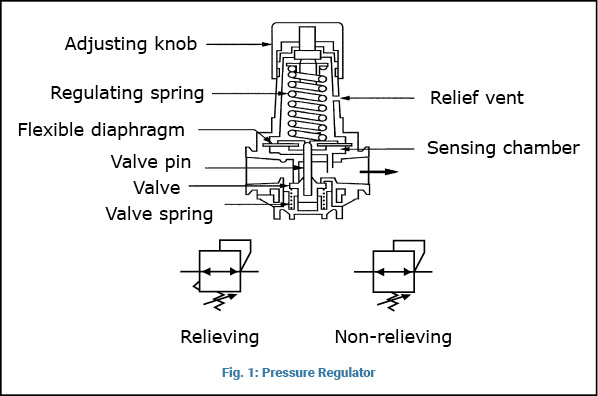 Adjusting knob
Regulating spring
Relief vent
Flexible diaphragm
Sensing chamber
Valve pin
Valve
Valve spring
Relieving
Non-relieving
Fig. 1: Pressure Regulator